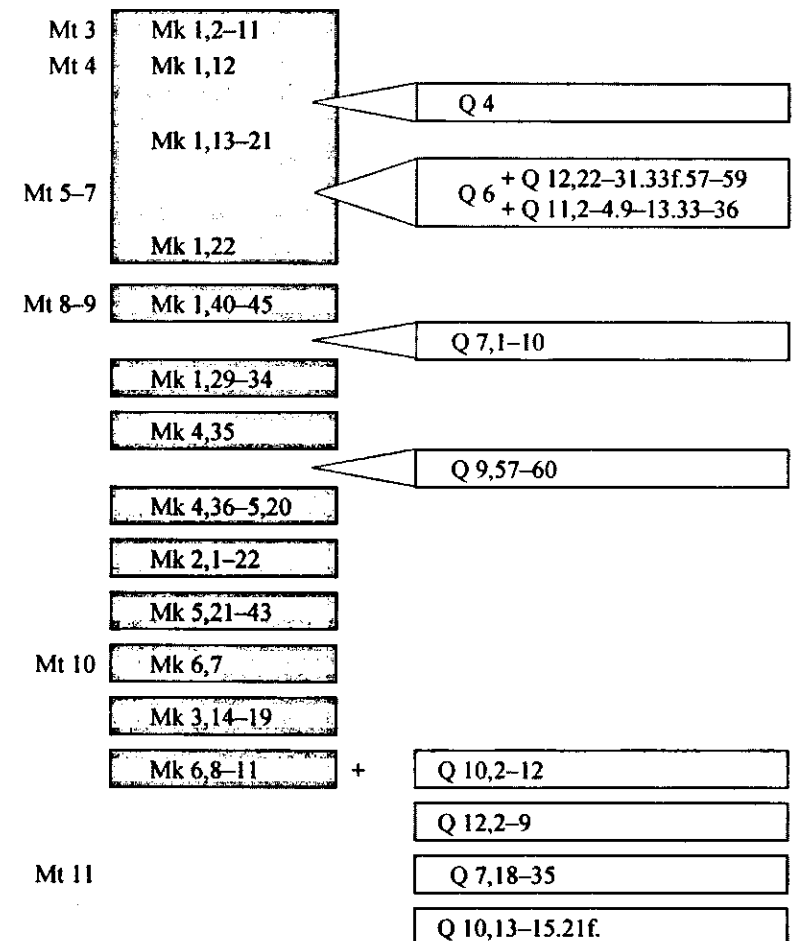 Mt 3 Mk 1,2–11
Mt 4 Mk 1,12
Q 4
Mk 1,13–21
Mt 5–7 Q 6 + Q 12,22–31.33f.57–59
+ Q 11,2–4.9–13.33–36
Mk 1,22
Mt 8–9 Mk 1,40–45
Q 7,1–10
Mk 1,29–34
Mk 4,35
Q 9,57–60
Mk 4,36–5,20
Mk 2,1–22
Mk 5,21–43
Mt 10 Mk 6,7
Mk 3,14–19
Mk 6,8–11 + Q 10,2–12
Q 12,2–9
Mt 11 Q 7,18–35
Q 10,13–15.21f.